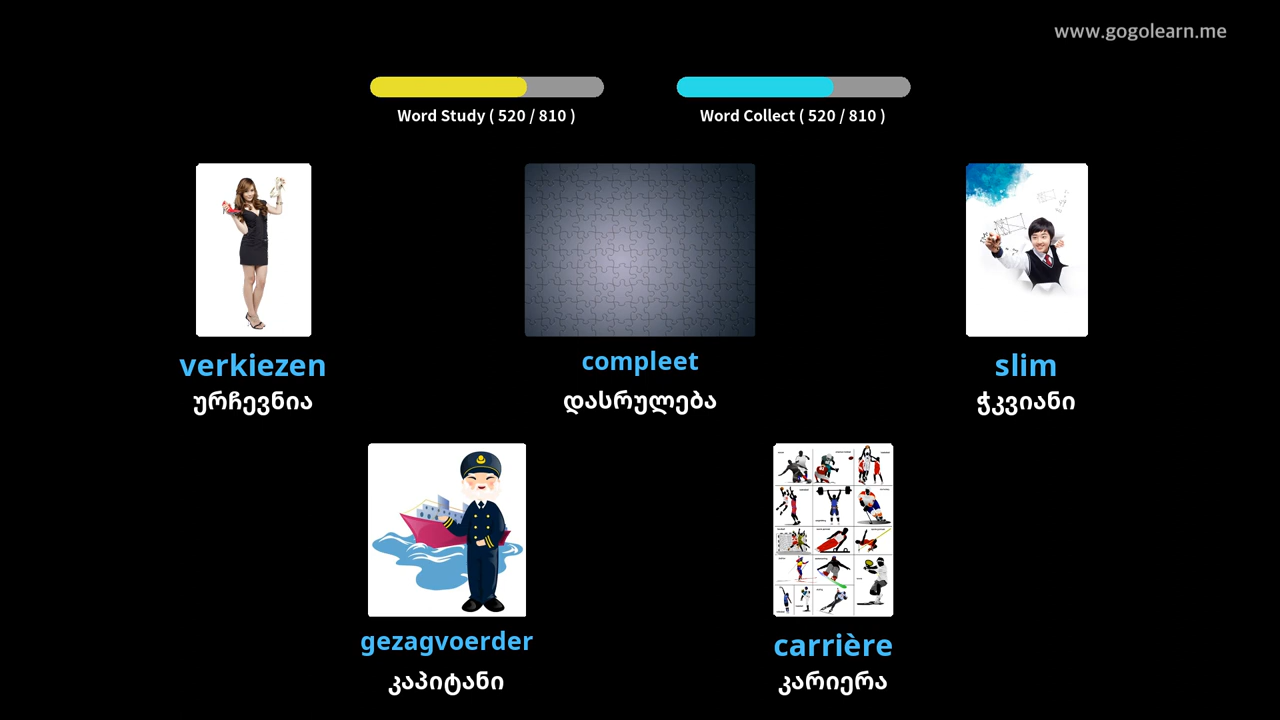 www.gogolearn.me
Word Study ( 520 / 810 )
Word Collect ( 520 / 810 )
verkiezen
ურჩევნია
compleet
დასრულება
slim
ჭკვიანი
gezagvoerder
კაპიტანი
carrière
კარიერა